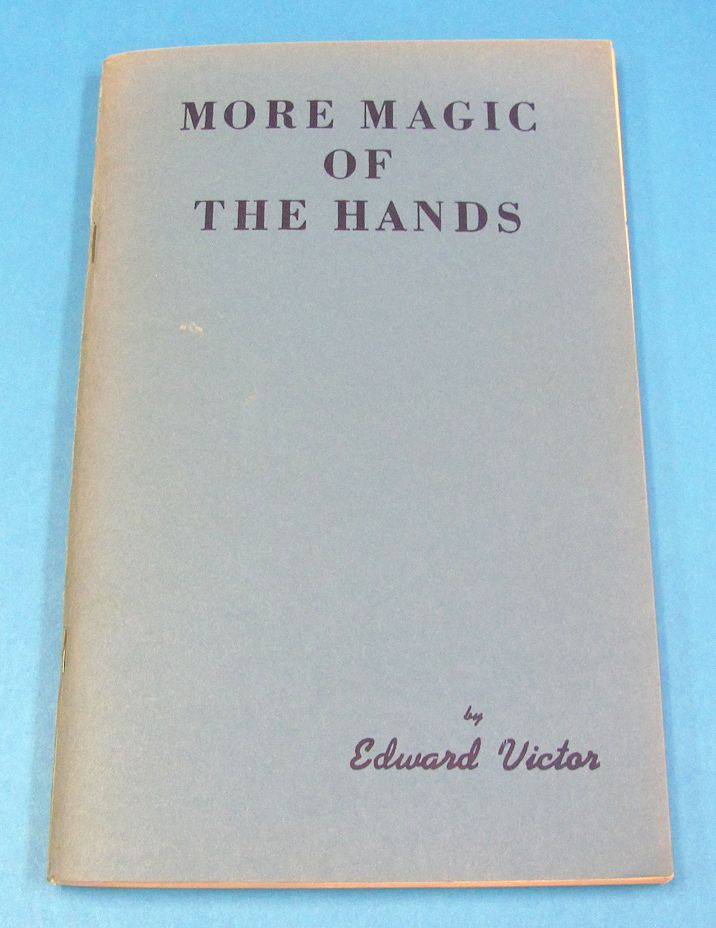 MORE MAGIC
OF
THE HANDS
by
Edward Victor